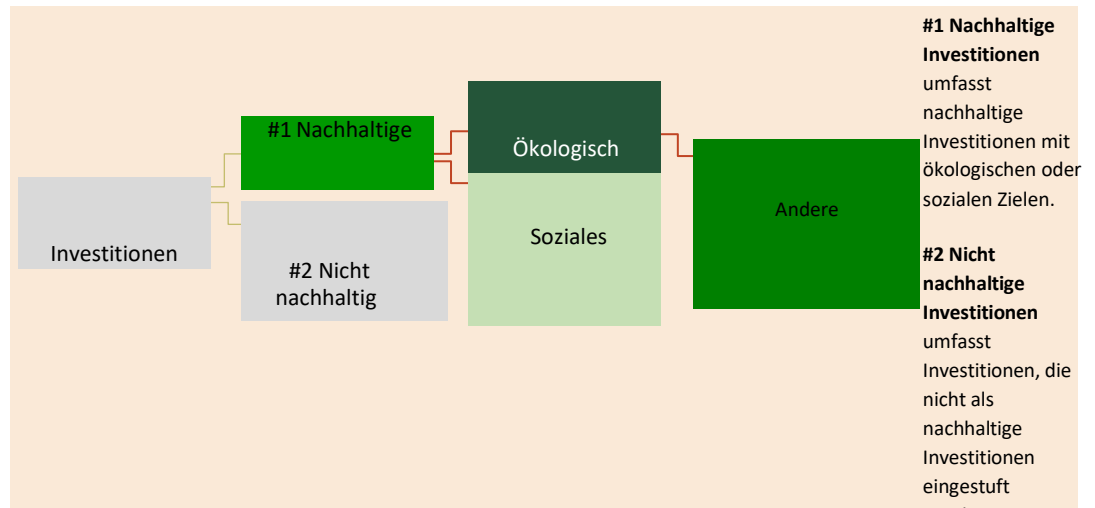 Investitionen
#1 Nachhaltige
#2 Nicht
nachhaltig
Ökologisch
Soziales
Andere
#1 Nachhaltige
Investitionen
umfasst
nachhaltige
Investitionen mit
ökologischen oder
sozialen Zielen.
#2 Nicht
nachhaltige
Investitionen
umfasst
Investitionen, die
nicht als
nachhaltige
Investitionen
eingestuft